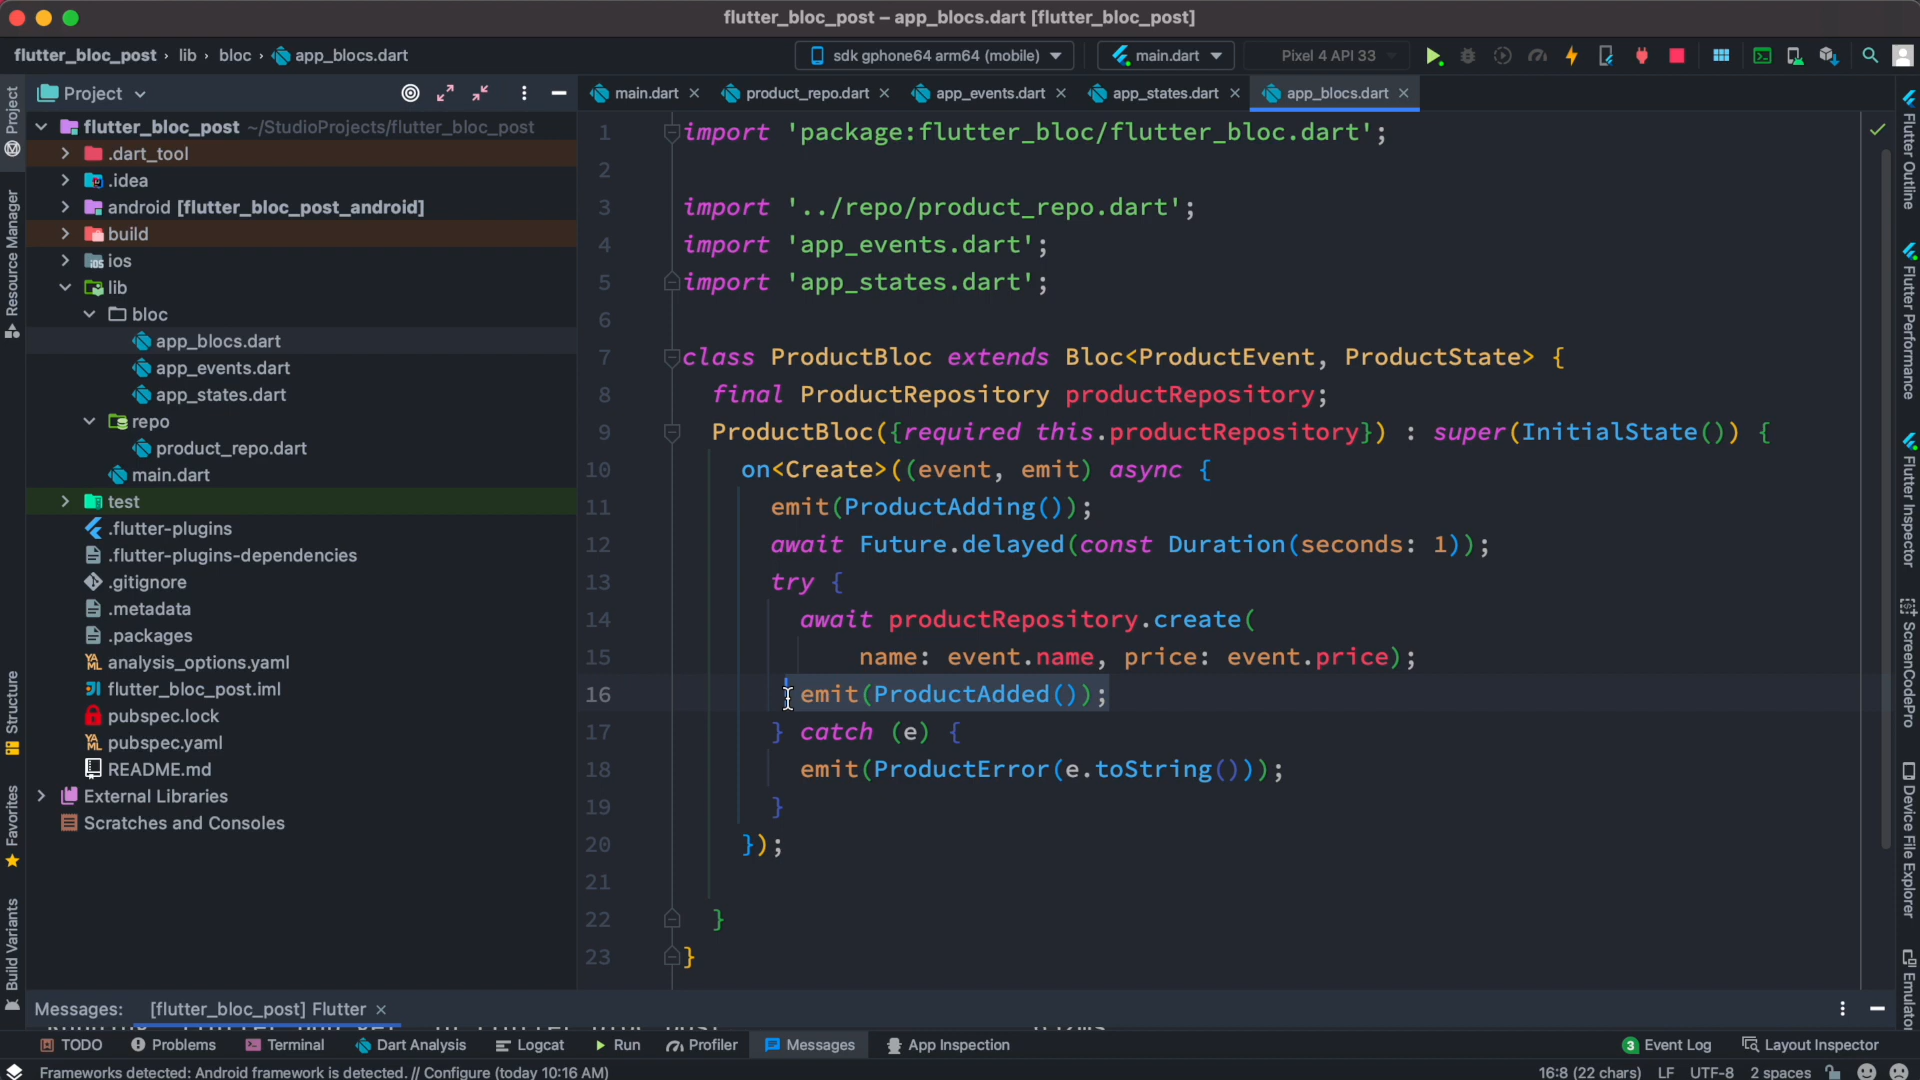 flutter_bloc_post – app_blocs.dart [flutter_bloc_post]
flutter_bloc_post › lib › bloc › app_blocs.dart
sdk gphone64 arm64 (mobile)
main.dart
Pixel 4 API 33
Project
main.dart
product_repo.dart
app_events.dart
app_states.dart
app_blocs.dart
Project
Resource Manager
Structure
Favorites
Build Variants
flutter_bloc_post ~/StudioProjects/flutter_bloc_post
.dart_tool
.idea
android [flutter_bloc_post_android]
build
ios
lib
bloc
app_blocs.dart
app_events.dart
app_states.dart
repo
product_repo.dart
main.dart
test
.flutter-plugins
.flutter-plugins-dependencies
.gitignore
.metadata
.packages
analysis_options.yaml
flutter_bloc_post.iml
pubspec.lock
pubspec.yaml
README.md
External Libraries
Scratches and Consoles
1 import 'package:flutter_bloc/flutter_bloc.dart';
2
3 import '../repo/product_repo.dart';
4 import 'app_events.dart';
5 import 'app_states.dart';
6
7 class ProductBloc extends Bloc<ProductEvent, ProductState> {
8 final ProductRepository productRepository;
9 ProductBloc({required this.productRepository}) : super(InitialState()) {
10 on<Create>((event, emit) async {
11 emit(ProductAdding());
12 await Future.delayed(const Duration(seconds: 1));
13 try {
14 await productRepository.create(
15 name: event.name, price: event.price);
16 emit(ProductAdded());
17 } catch (e) {
18 emit(ProductError(e.toString()));
19 }
20 });
21
22 }
23 }
Flutter Outline
Flutter Performance
Flutter Inspector
ScreenCodePro
Device File Explorer
Emulator
Messages: [flutter_bloc_post] Flutter
TODO Problems Terminal Dart Analysis Logcat Run Profiler Messages App Inspection
3 Event Log Layout Inspector
Frameworks detected: Android framework is detected. // Configure (today 10:16 AM)
16:8 (22 chars) LF UTF-8 2 spaces